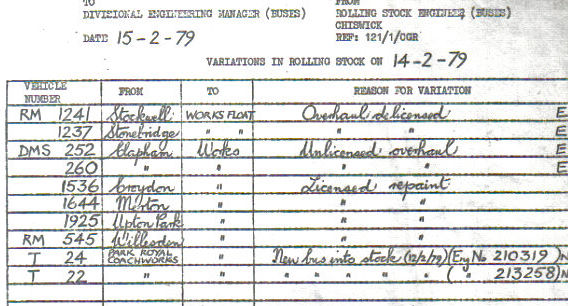 TO FROM
DIVISIONAL ENGINEERING MANAGER (BUSES) ROLLING STOCK ENGINEER (BUSES)
CHISWICK
DATE 15-2-79 REF: 121/1/CGR
VARIATIONS IN ROLLING STOCK ON 14-2-79
VEHICLE NUMBER FROM TO REASON FOR VARIATION
RM 1241 Stockwell WORKS FLOAT Overhaul delicensed E
1237 Stonebridge " " " " E
DMS 252 Clapham Works Unlicensed overhaul E
260 " " " " E
1536 Croydon " Licensed repaint
1644 Merton " " "
1925 Upton Park " " "
RM 545 Willesden " " "
T 24 PARK ROYAL COACHWORKS " New bus into stock (12/2/79) (Eng No 210319) N
T 22 " " " " " " " ( " 213258) N